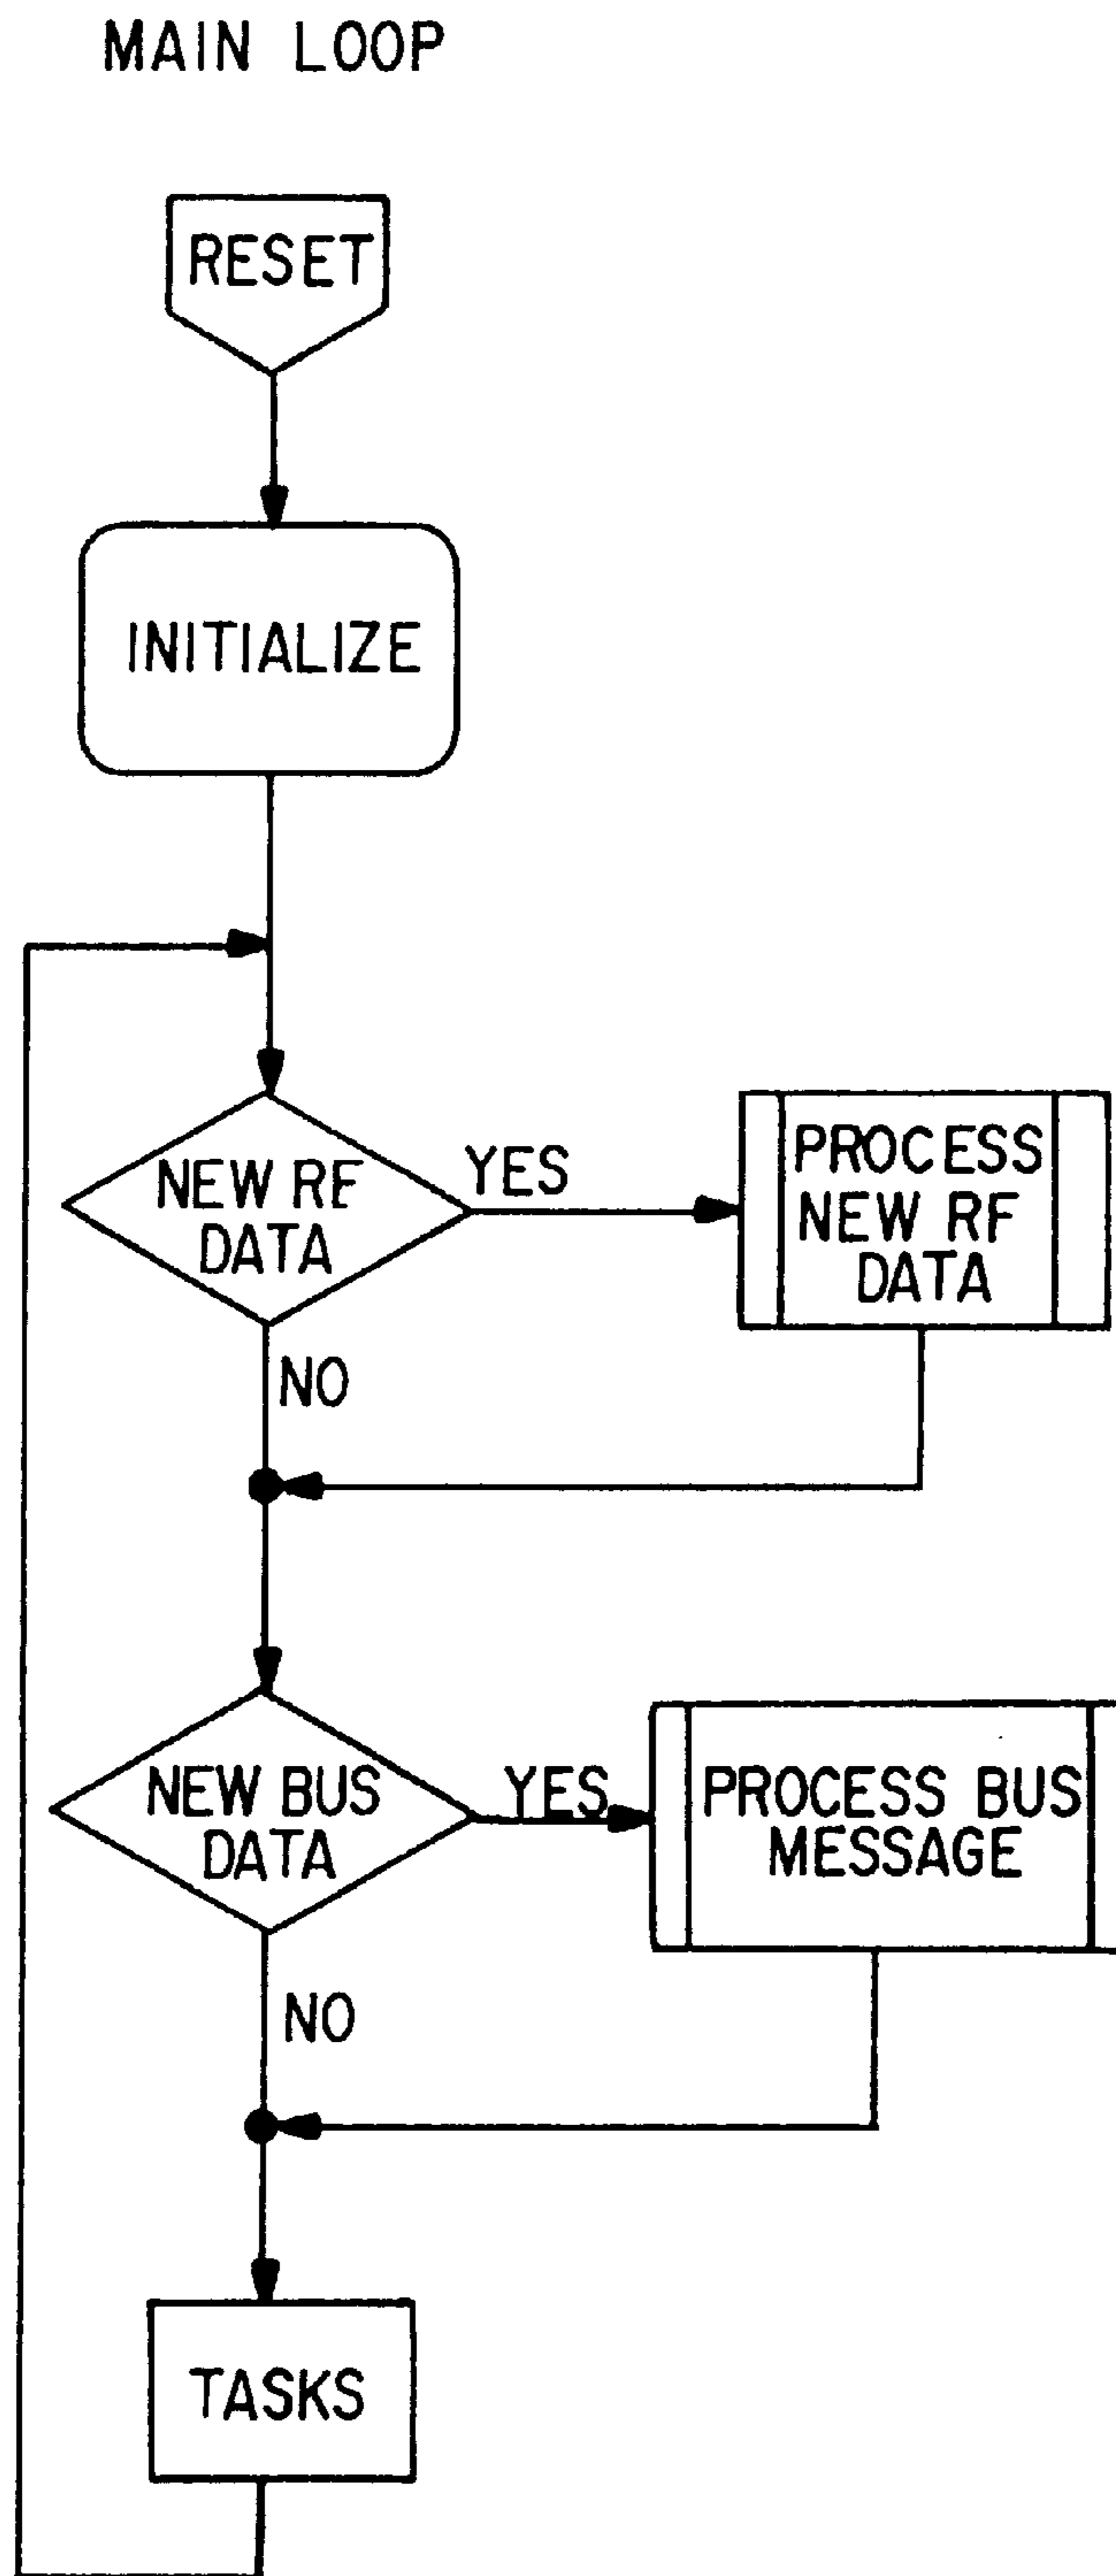 MAIN LOOP
RESET
INITIALIZE
NEW RF
DATA
YES
PROCESS
NEW RF
DATA
NO
NEW BUS
DATA
YES
PROCESS BUS
MESSAGE
NO
TASKS